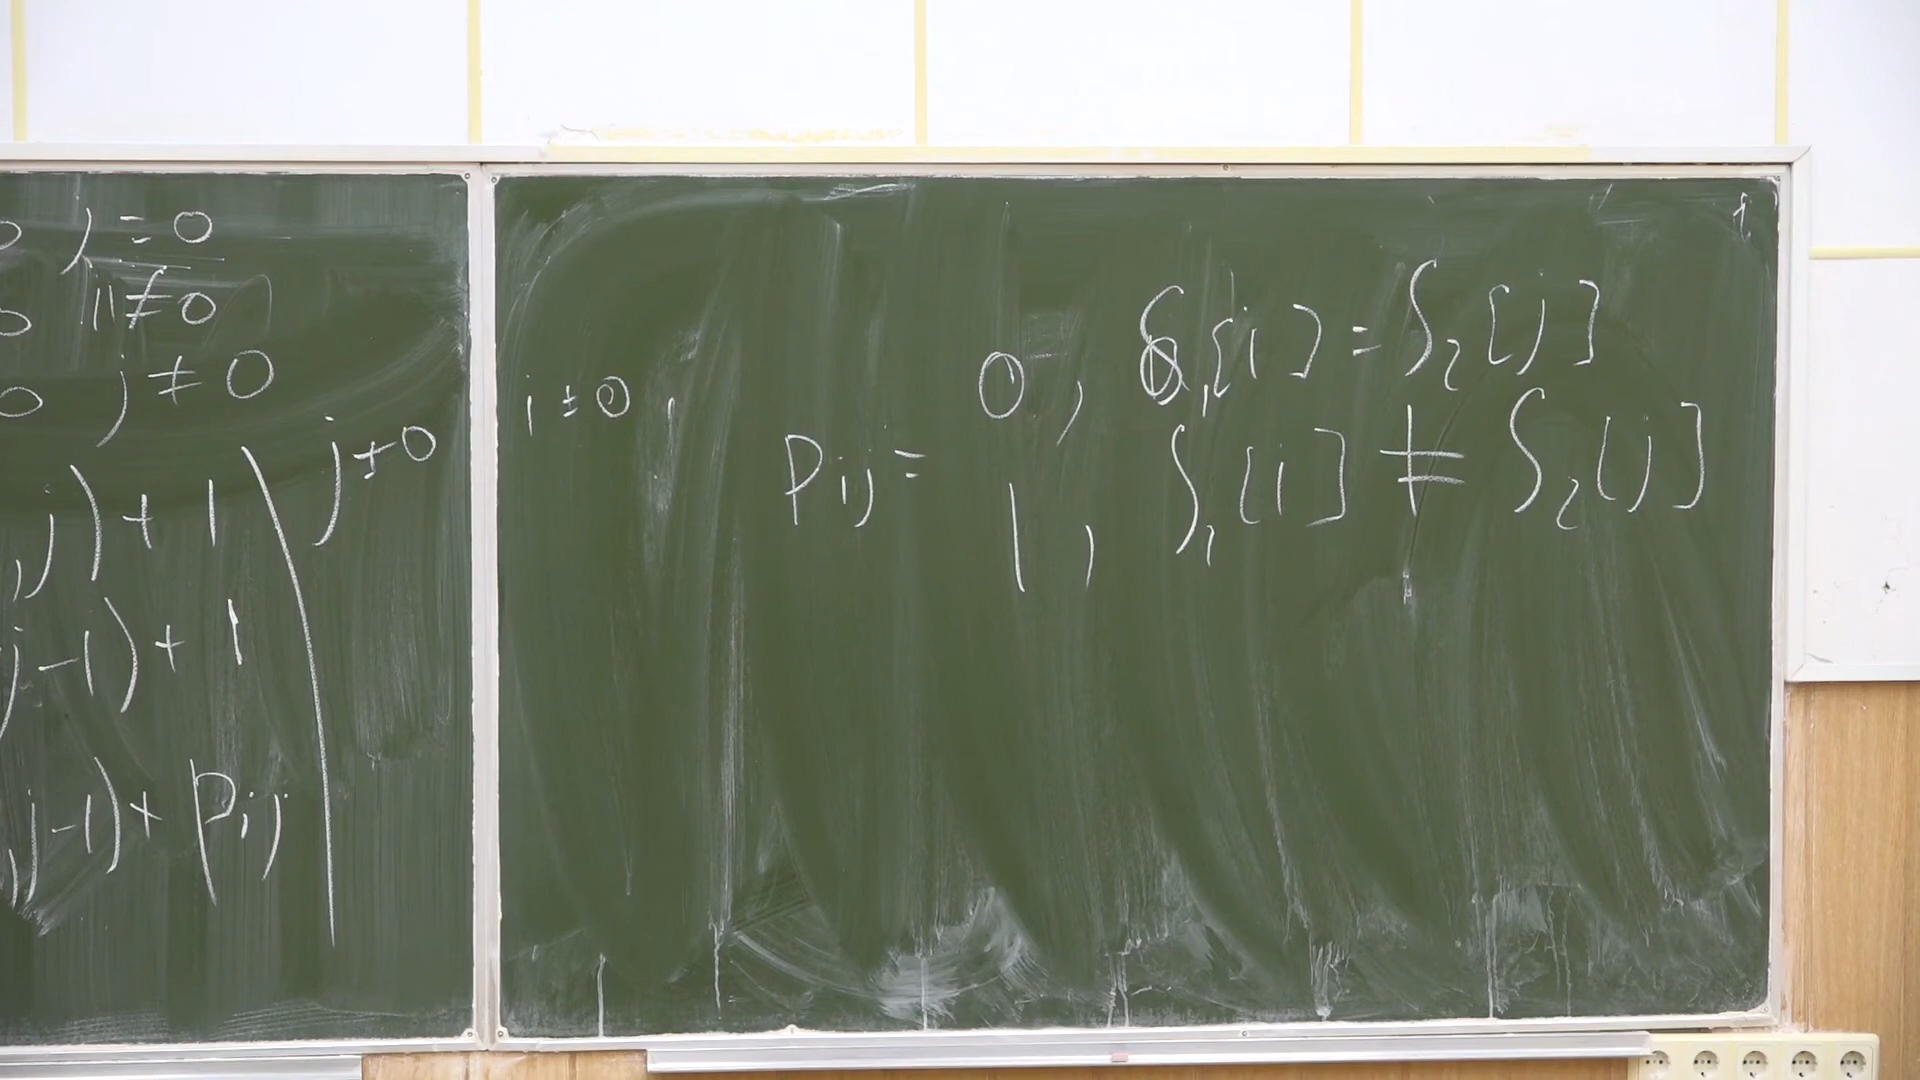 j = 0
≠ 0
j ≠ 0
, j) + 1 | j ≠ 0, i ≠ 0
j-1) + 1
, j-1) + Pij
Pij =
0, S₁[i] = S₂[j]
1, S₁[i] ≠ S₂[j]